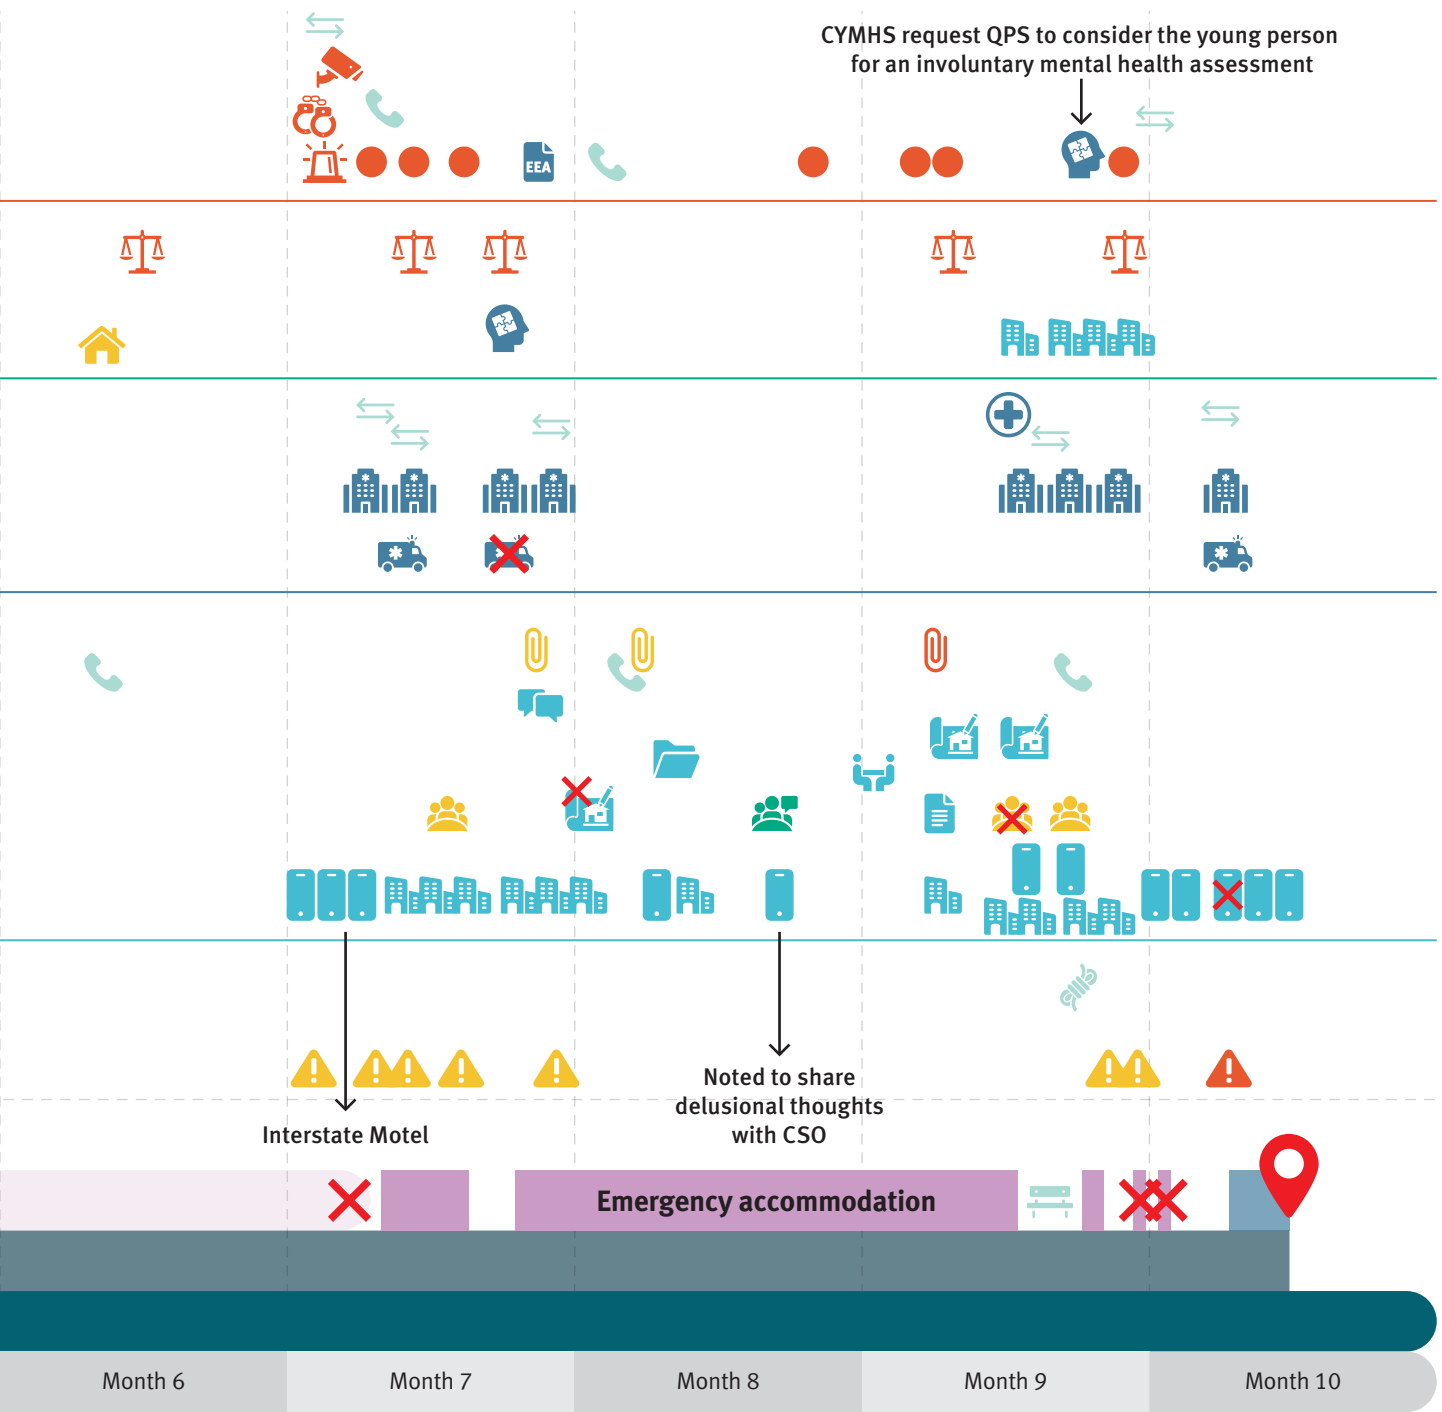 CYMHS request QPS to consider the young person
for an involuntary mental health assessment
EEA
Noted to share
delusional thoughts
with CSO
Interstate Motel
Emergency accommodation
Month 6
Month 7
Month 8
Month 9
Month 10